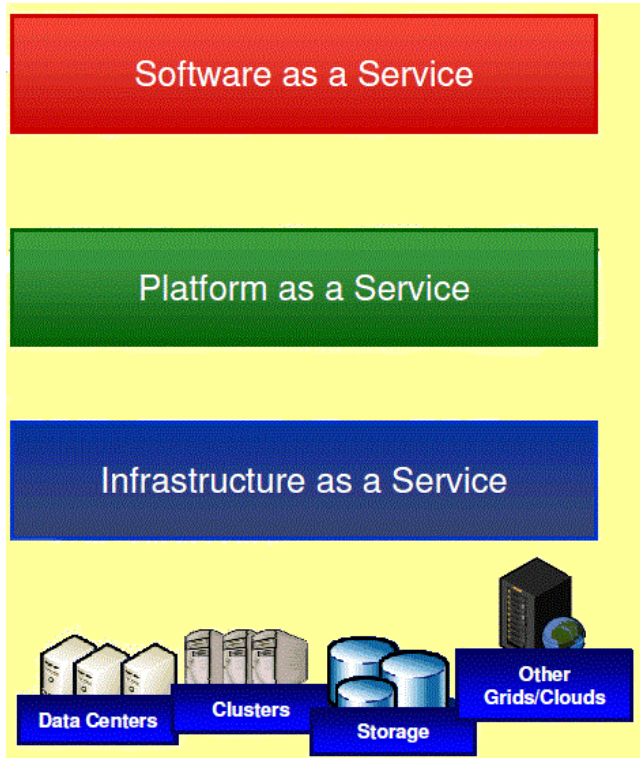 Software as a Service
Platform as a Service
Infrastructure as a Service
Data Centers
Clusters
Storage
Other
Grids/Clouds